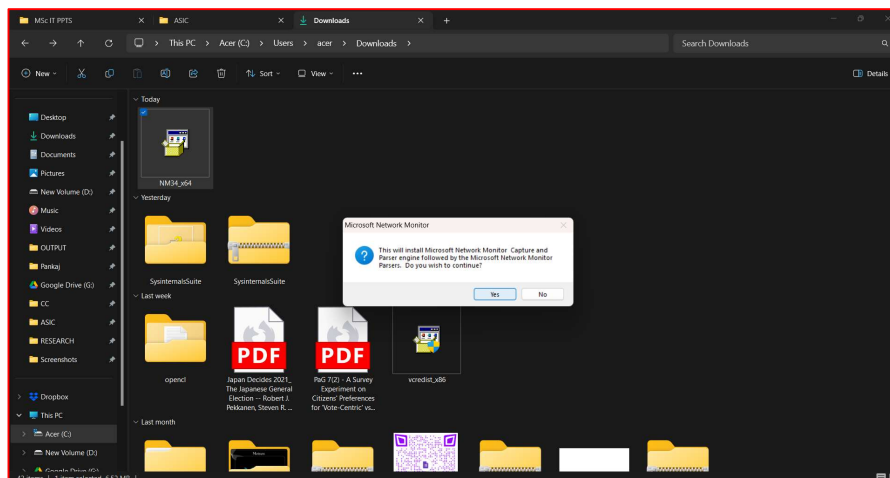 MSc IT PPTS
ASIC
Downloads
This PC > Acer (C:) > Users > acer > Downloads >
Search Downloads
New
Sort
View
Details
Desktop
Downloads
Documents
Pictures
New Volume (D:)
Music
Videos
OUTPUT
Pankaj
Google Drive (G:)
CC
ASIC
RESEARCH
Screenshots
Dropbox
This PC
Acer (C:)
New Volume (D:)
Google Drive (G:)
Today
NM34_x64
Yesterday
SysinternalsSuite
SysinternalsSuite
Last week
PDF
PDF
opencl
Japan Decides 2021_
The Japanese General
Election -- Robert J.
Pekkanen, Steven R. ...
PaG 7(2) - A Survey
Experiment on
Citizens' Preferences
for 'Vote-Centric' vs...
vcredist_x86
Last month
Microsoft Network Monitor
This will install Microsoft Network Monitor Capture and
Parser engine followed by the Microsoft Network Monitor
Parsers. Do you wish to continue?
Yes
No